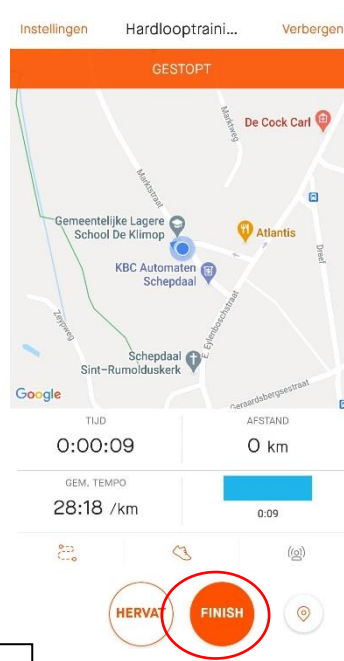 Instellingen Hardlooptraini... Verbergen
GESTOPT
Marktweg
De Cock Carl
Marktstraat
Gemeentelijke Lagere
School De Klimop
Atlantis
Dreef
KBC Automaten
Schepdaal
Zeypweg
E. Eylenboschstraat
Schepdaal
Sint-Rumolduskerk
Geraardsbergsestraat
Google
TIJD AFSTAND
0:00:09 0 km
GEM. TEMPO
28:18 /km 0:09
HERVAT FINISH